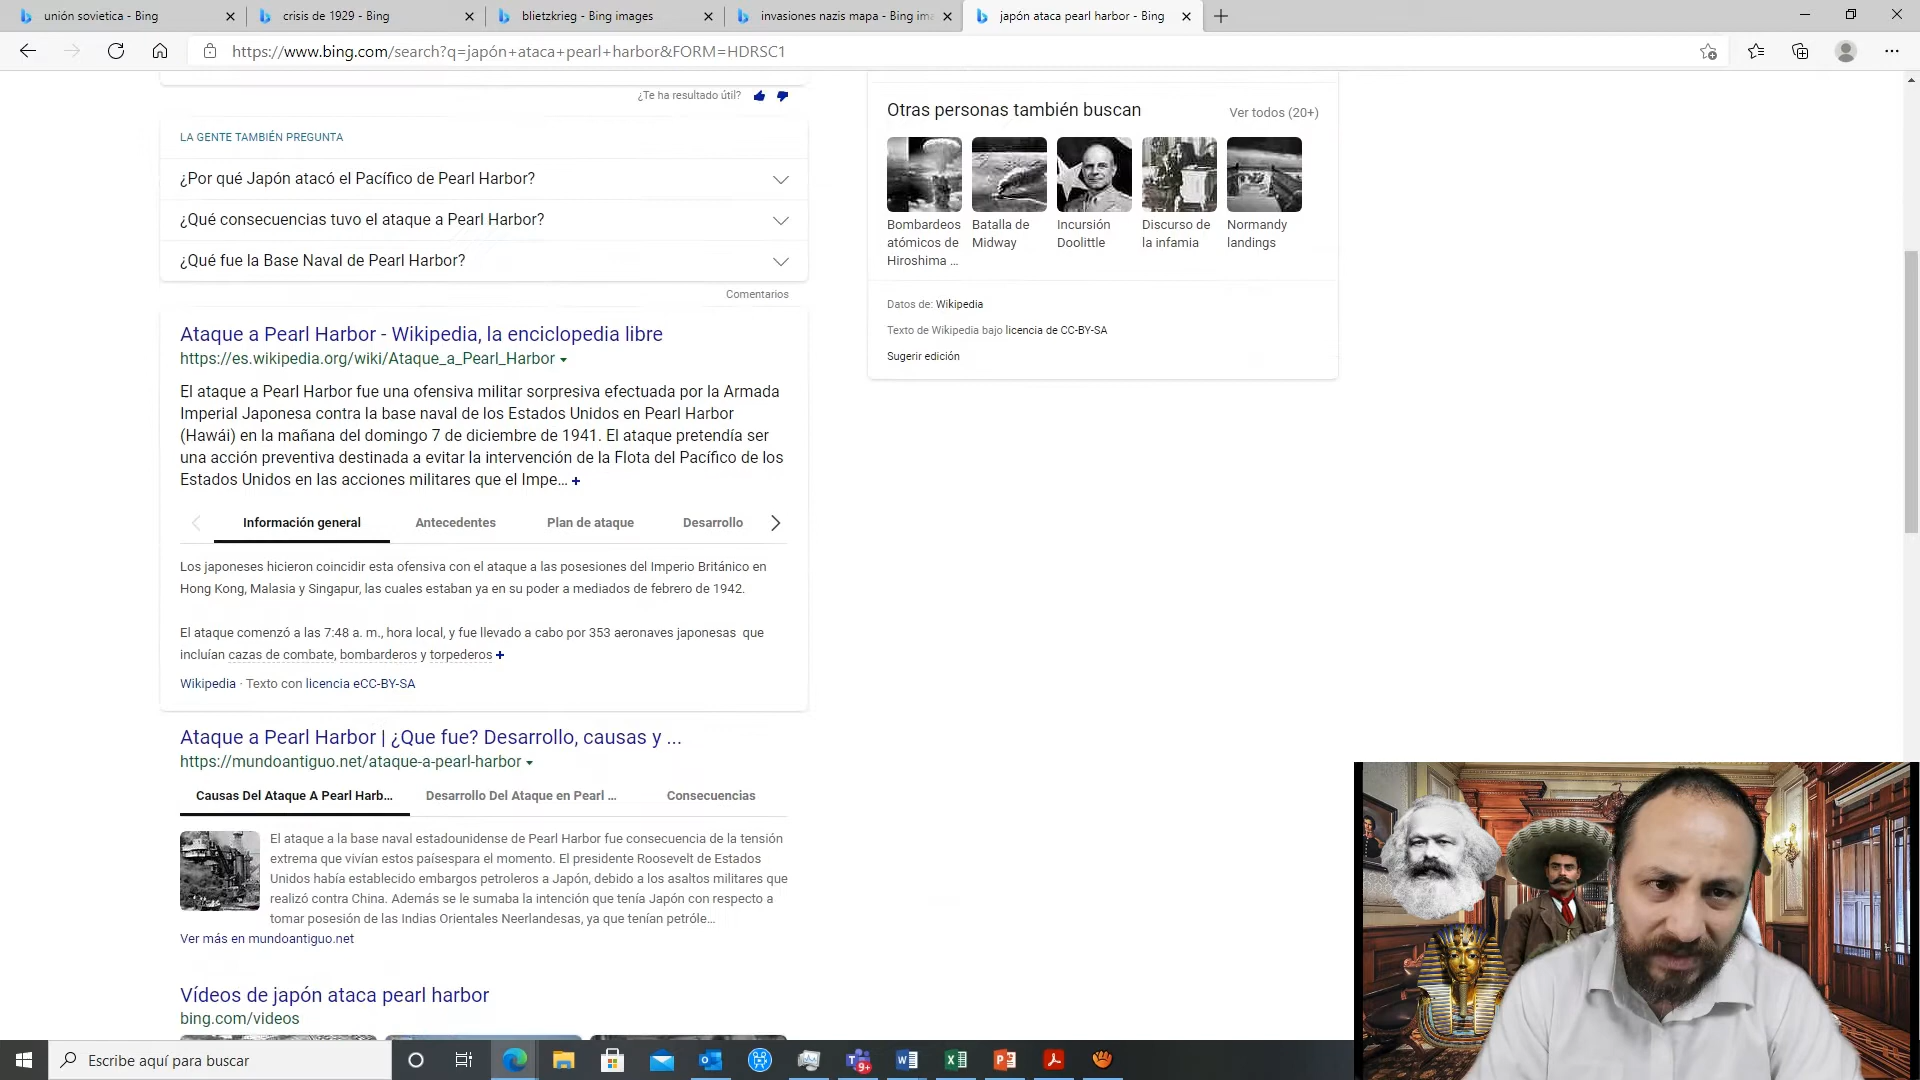 unión sovietica - Bing
crisis de 1929 - Bing
blietzkrieg - Bing images
invasiones nazis mapa - Bing ima
japón ataca pearl harbor - Bing
https://www.bing.com/search?q=japón+ataca+pearl+harbor&FORM=HDRSC1
¿Te ha resultado útil?
LA GENTE TAMBIÉN PREGUNTA
¿Por qué Japón atacó el Pacífico de Pearl Harbor?
¿Qué consecuencias tuvo el ataque a Pearl Harbor?
¿Qué fue la Base Naval de Pearl Harbor?
Comentarios
Ataque a Pearl Harbor - Wikipedia, la enciclopedia libre
https://es.wikipedia.org/wiki/Ataque_a_Pearl_Harbor
El ataque a Pearl Harbor fue una ofensiva militar sorpresiva efectuada por la Armada
Imperial Japonesa contra la base naval de los Estados Unidos en Pearl Harbor
(Hawái) en la mañana del domingo 7 de diciembre de 1941. El ataque pretendía ser
una acción preventiva destinada a evitar la intervención de la Flota del Pacífico de los
Estados Unidos en las acciones militares que el Impe... +
Información general
Antecedentes
Plan de ataque
Desarrollo
Los japoneses hicieron coincidir esta ofensiva con el ataque a las posesiones del Imperio Británico en
Hong Kong, Malasia y Singapur, las cuales estaban ya en su poder a mediados de febrero de 1942.
El ataque comenzó a las 7:48 a. m., hora local, y fue llevado a cabo por 353 aeronaves japonesas que
incluían cazas de combate, bombarderos y torpederos +
Wikipedia · Texto con licencia eCC-BY-SA
Ataque a Pearl Harbor | ¿Que fue? Desarrollo, causas y ...
https://mundoantiguo.net/ataque-a-pearl-harbor
Causas Del Ataque A Pearl Harb...
Desarrollo Del Ataque en Pearl ...
Consecuencias
El ataque a la base naval estadounidense de Pearl Harbor fue consecuencia de la tensión
extrema que vivían estos paísespara el momento. El presidente Roosevelt de Estados
Unidos había establecido embargos petroleros a Japón, debido a los asaltos militares que
realizó contra China. Además se le sumaba la intención que tenía Japón con respecto a
tomar posesión de las Indias Orientales Neerlandesas, ya que tenían petróle...
Ver más en mundoantiguo.net
Vídeos de japón ataca pearl harbor
bing.com/videos
Otras personas también buscan
Ver todos (20+)
Bombardeos
atómicos de
Hiroshima ...
Batalla de
Midway
Incursión
Doolittle
Discurso de
la infamia
Normandy
landings
Datos de: Wikipedia
Texto de Wikipedia bajo licencia de CC-BY-SA
Sugerir edición
Escribe aquí para buscar
9+